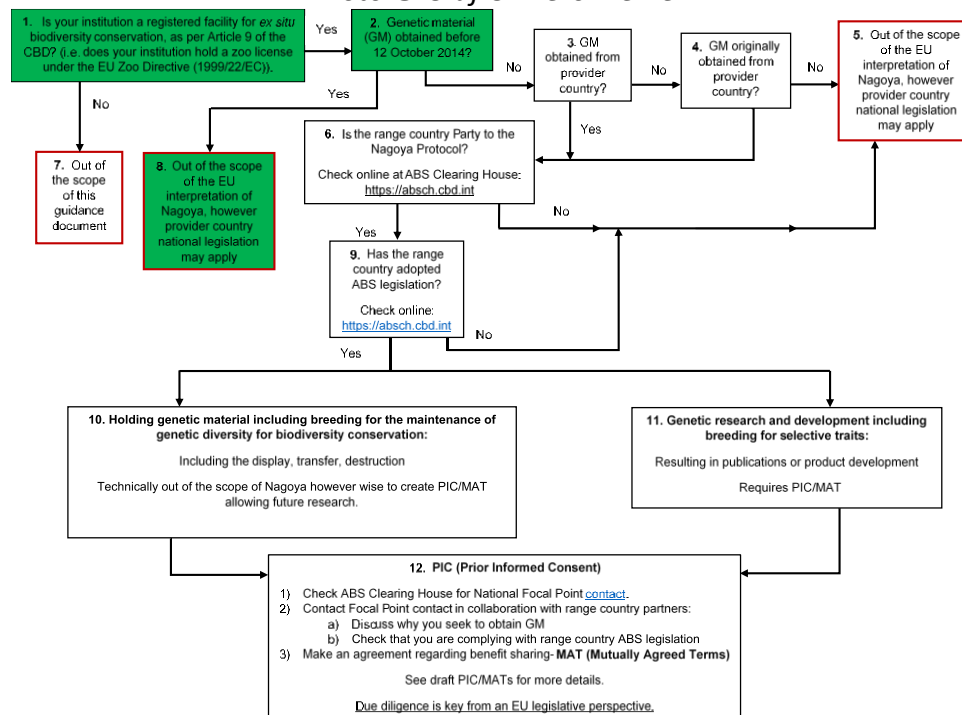 1. Is your institution a registered facility for ex situ
biodiversity conservation, as per Article 9 of the
CBD? (i.e. does your institution hold a zoo license
under the EU Zoo Directive (1999/22/EC)).
Yes
2. Genetic material
(GM) obtained before
12 October 2014?
No
3. GM
obtained from
provider
country?
No
4. GM originally
obtained from
provider
country?
No
5. Out of the scope
of the EU
interpretation of
Nagoya, however
provider country
national legislation
may apply
No
Yes
Yes
7. Out of
the scope
of this
guidance
document
8. Out of the scope
of the EU
interpretation of
Nagoya, however
provider country
national legislation
may apply
6. Is the range country Party to the
Nagoya Protocol?
Check online at ABS Clearing House:
https://absch.cbd.int
No
Yes
9. Has the range
country adopted
ABS legislation?
Check online:
https://absch.cbd.int
No
Yes
10. Holding genetic material including breeding for the maintenance of
genetic diversity for biodiversity conservation:
Including the display, transfer, destruction
Technically out of the scope of Nagoya however wise to create PIC/MAT
allowing future research.
11. Genetic research and development including
breeding for selective traits:
Resulting in publications or product development
Requires PIC/MAT
12. PIC (Prior Informed Consent)
1) Check ABS Clearing House for National Focal Point contact.
2) Contact Focal Point contact in collaboration with range country partners:
a) Discuss why you seek to obtain GM
b) Check that you are complying with range country ABS legislation
3) Make an agreement regarding benefit sharing- MAT (Mutually Agreed Terms)
See draft PIC/MATs for more details.
Due diligence is key from an EU legislative perspective.